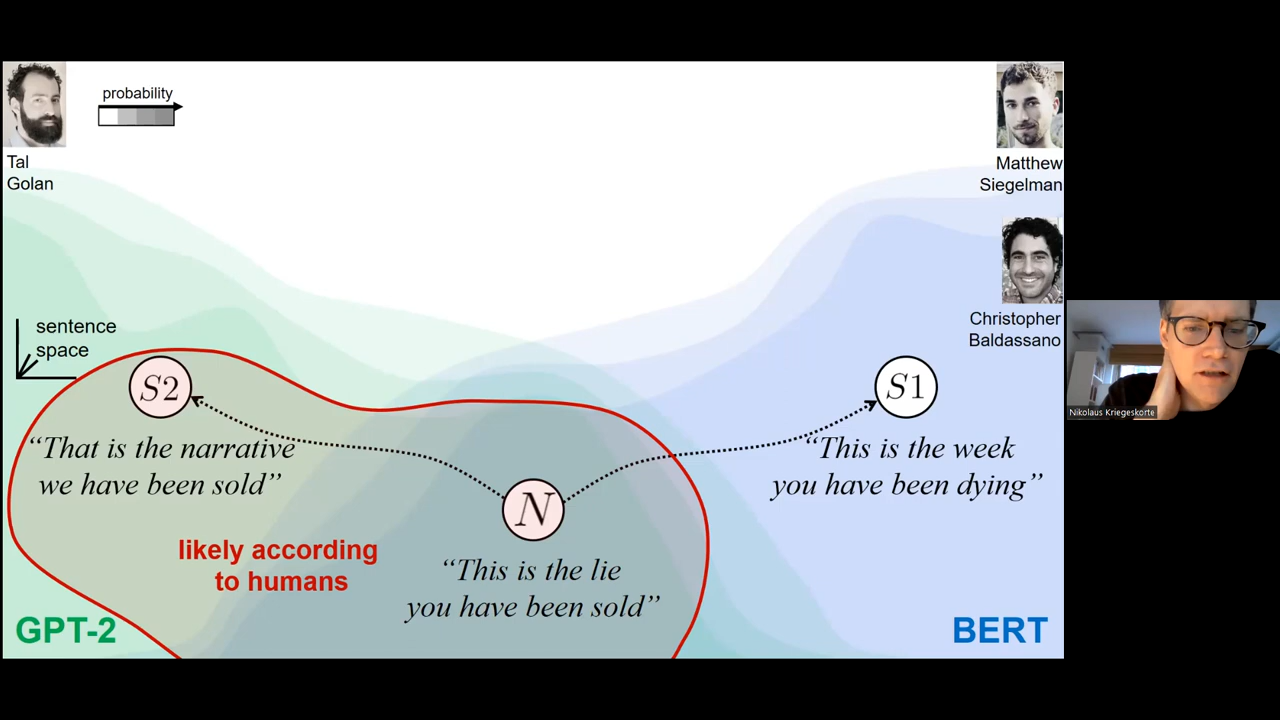 probability
Tal
Golan
Matthew
Siegelman
Christopher
Baldassano
sentence
space
S2
S1
“That is the narrative
we have been sold”
“This is the week
you have been dying”
N
likely according
to humans
“This is the lie
you have been sold”
GPT-2
BERT
Nikolaus Kriegeskorte